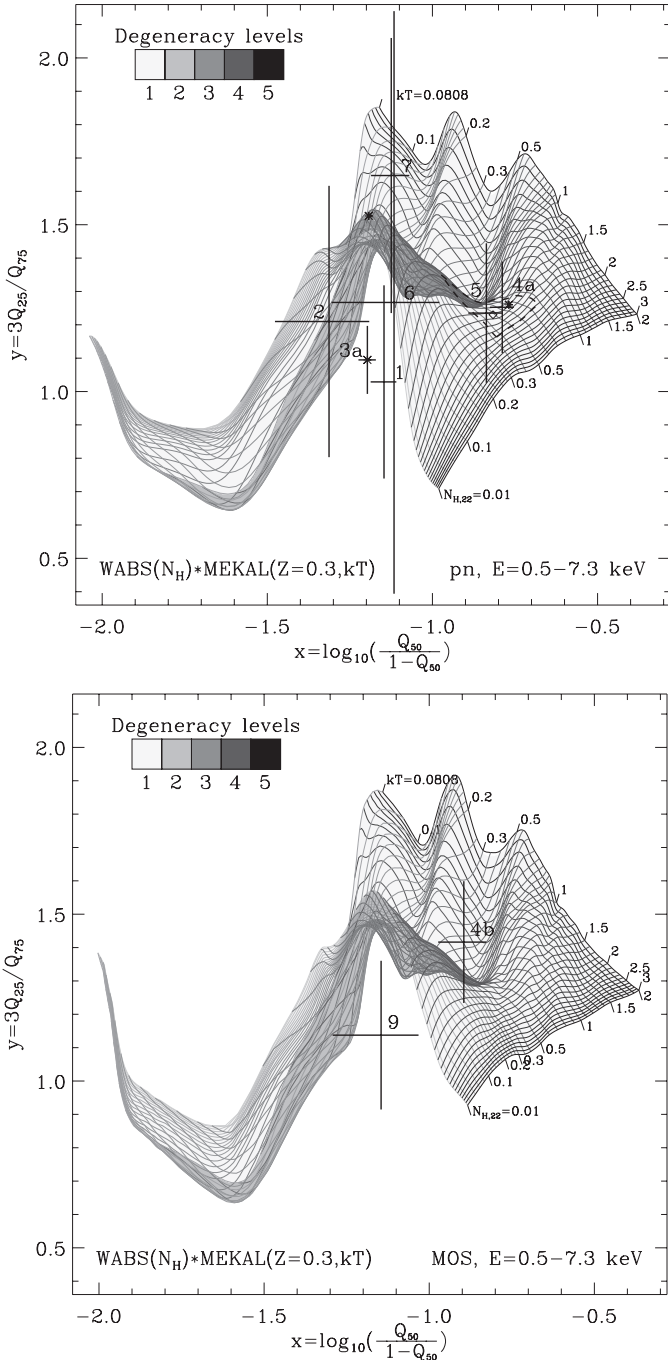 Degeneracy levels
1 2 3 4 5
kT=0.0808
0.1
0.2
0.3
0.5
1
1.5
2
2.5
3
2
1.5
1
0.5
0.3
0.2
0.1
N_H,22=0.01
7
6
5
4a
2
3a
1
2.0
1.5
1.0
0.5
y=3Q_25/Q_75
WABS(N_H)*MEKAL(Z=0.3,kT)
pn, E=0.5−7.3 keV
−2.0 −1.5 −1.0 −0.5
x=log_10(Q_50/1−Q_50)
Degeneracy levels
1 2 3 4 5
kT=0.0808
0.2
0.3
0.5
1
1.5
2
2.5
3
2
1.5
1
0.5
0.3
0.2
0.1
N_H,22=0.01
4b
9
2.0
1.5
1.0
0.5
y=3Q_25/Q_75
WABS(N_H)*MEKAL(Z=0.3,kT)
MOS, E=0.5−7.3 keV
−2.0 −1.5 −1.0 −0.5
x=log_10(Q_50/1−Q_50)